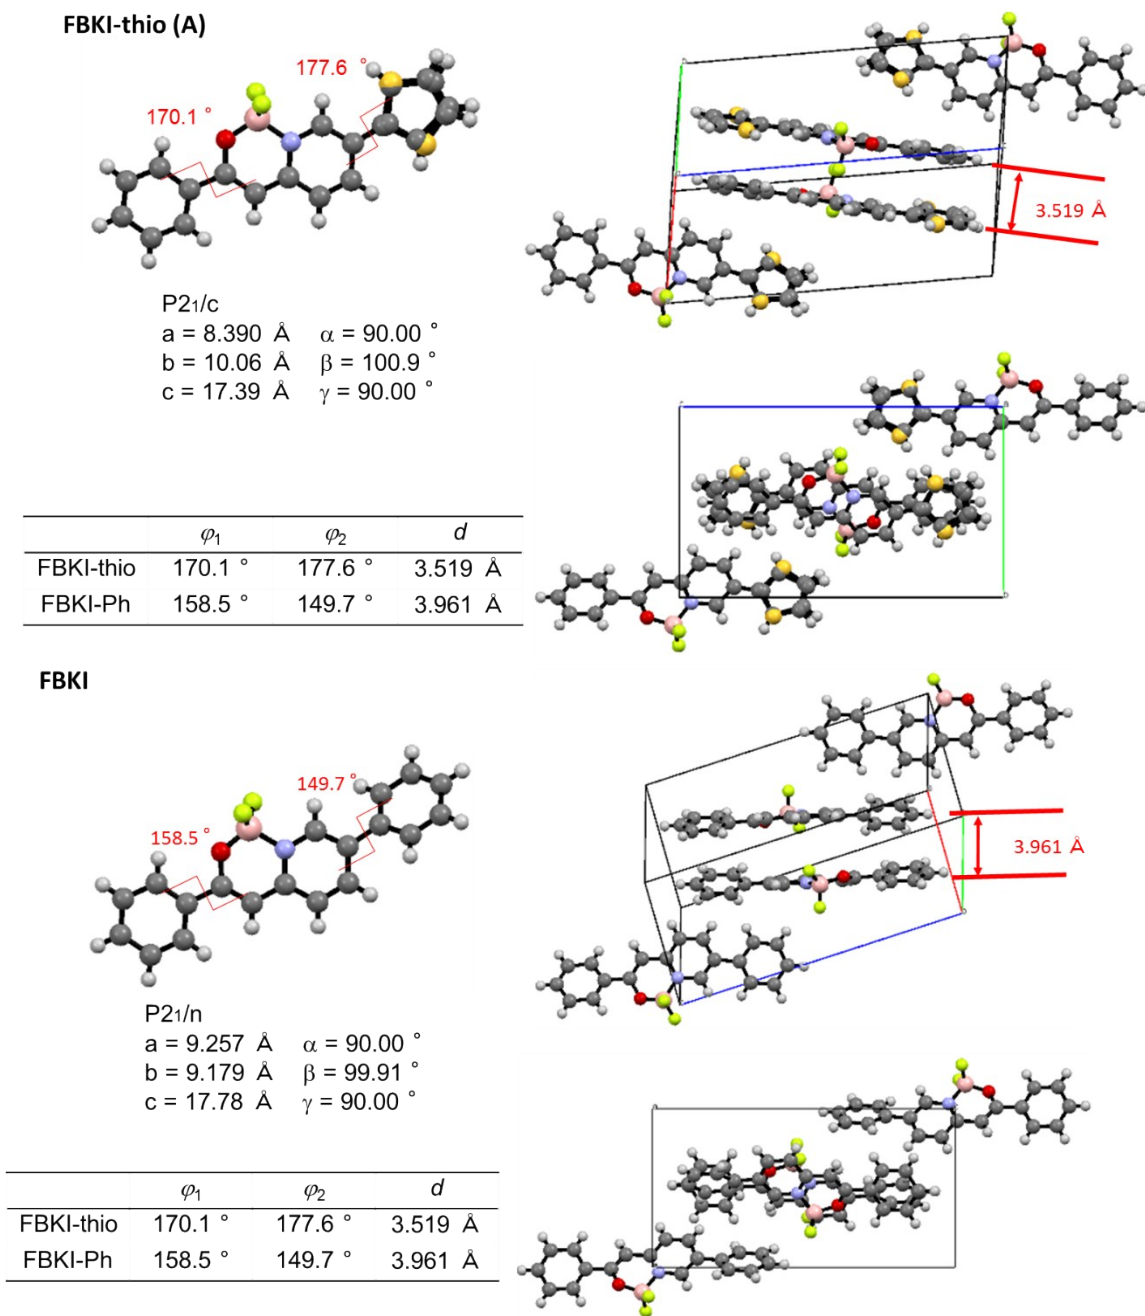 FBKI-thio (A)
177.6 °
170.1 °
3.519 Å
P2₁/c
a = 8.390 Å α = 90.00 °
b = 10.06 Å β = 100.9 °
c = 17.39 Å γ = 90.00 °
φ₁ φ₂ d
FBKI-thio 170.1 ° 177.6 ° 3.519 Å
FBKI-Ph 158.5 ° 149.7 ° 3.961 Å
FBKI
149.7 °
158.5 °
3.961 Å
P2₁/n
a = 9.257 Å α = 90.00 °
b = 9.179 Å β = 99.91 °
c = 17.78 Å γ = 90.00 °
φ₁ φ₂ d
FBKI-thio 170.1 ° 177.6 ° 3.519 Å
FBKI-Ph 158.5 ° 149.7 ° 3.961 Å